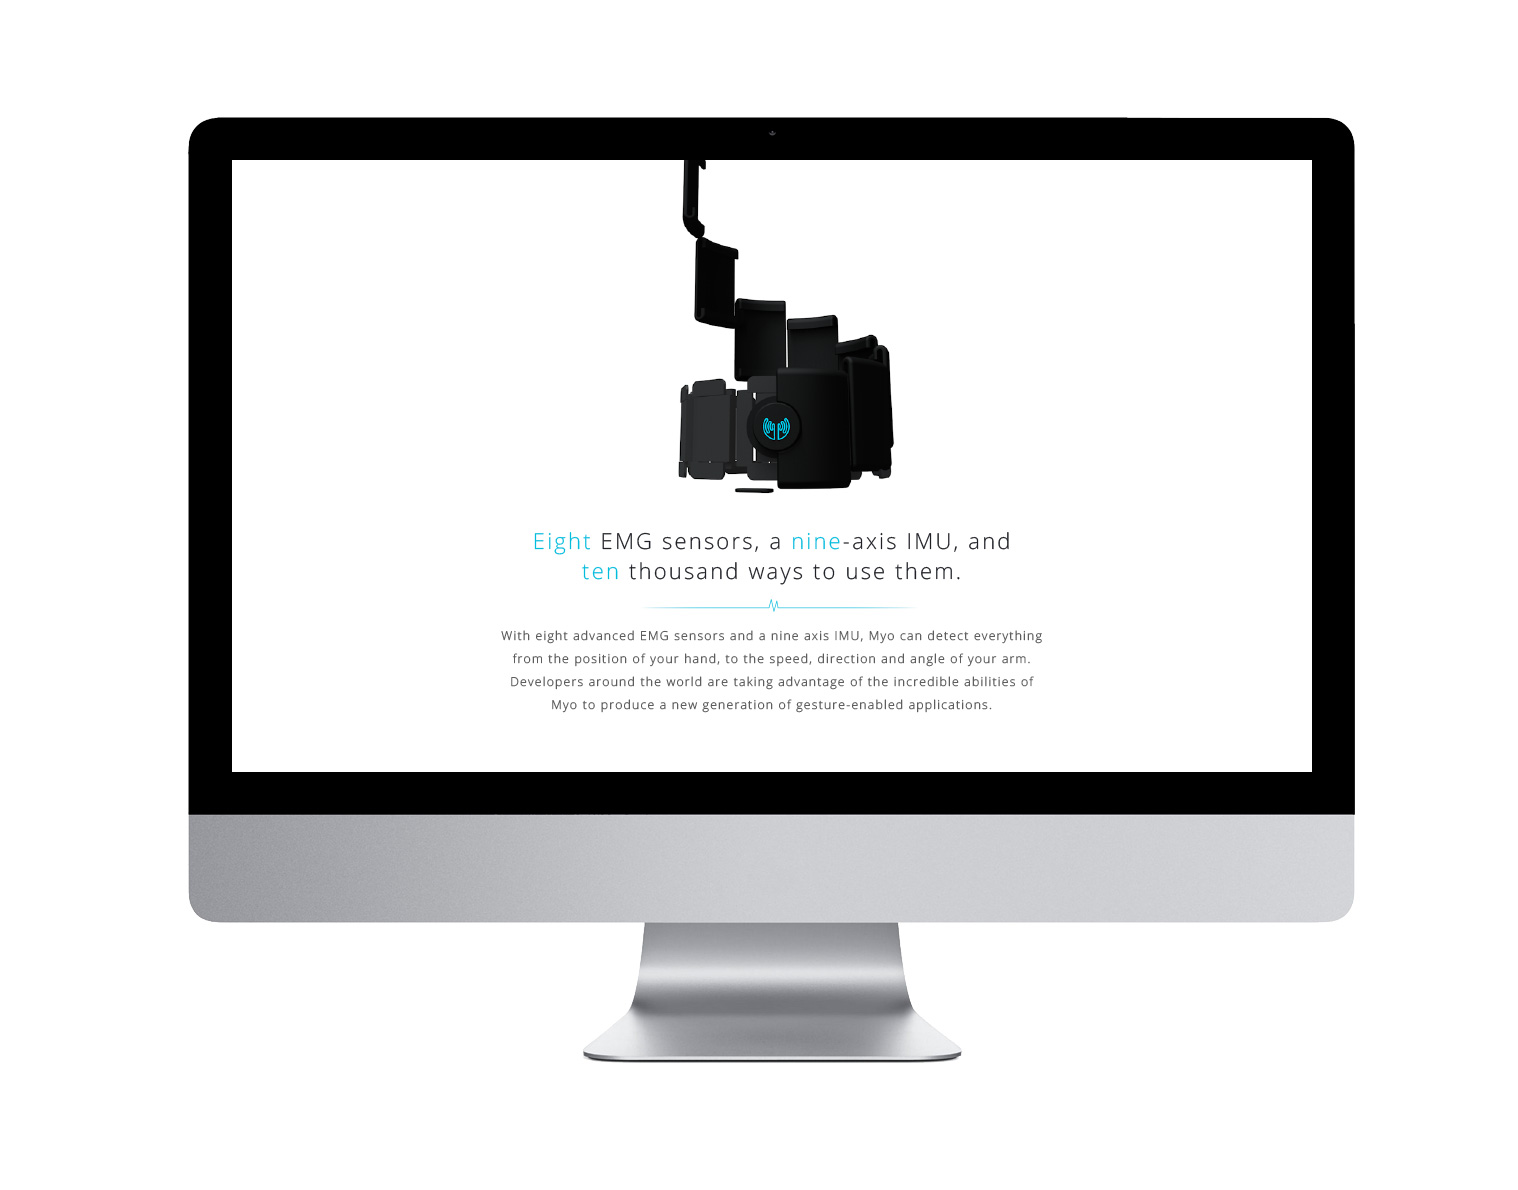 Eight EMG sensors, a nine-axis IMU, and
ten thousand ways to use them.
With eight advanced EMG sensors and a nine axis IMU, Myo can detect everything
from the position of your hand, to the speed, direction and angle of your arm.
Developers around the world are taking advantage of the incredible abilities of
Myo to produce a new generation of gesture-enabled applications.